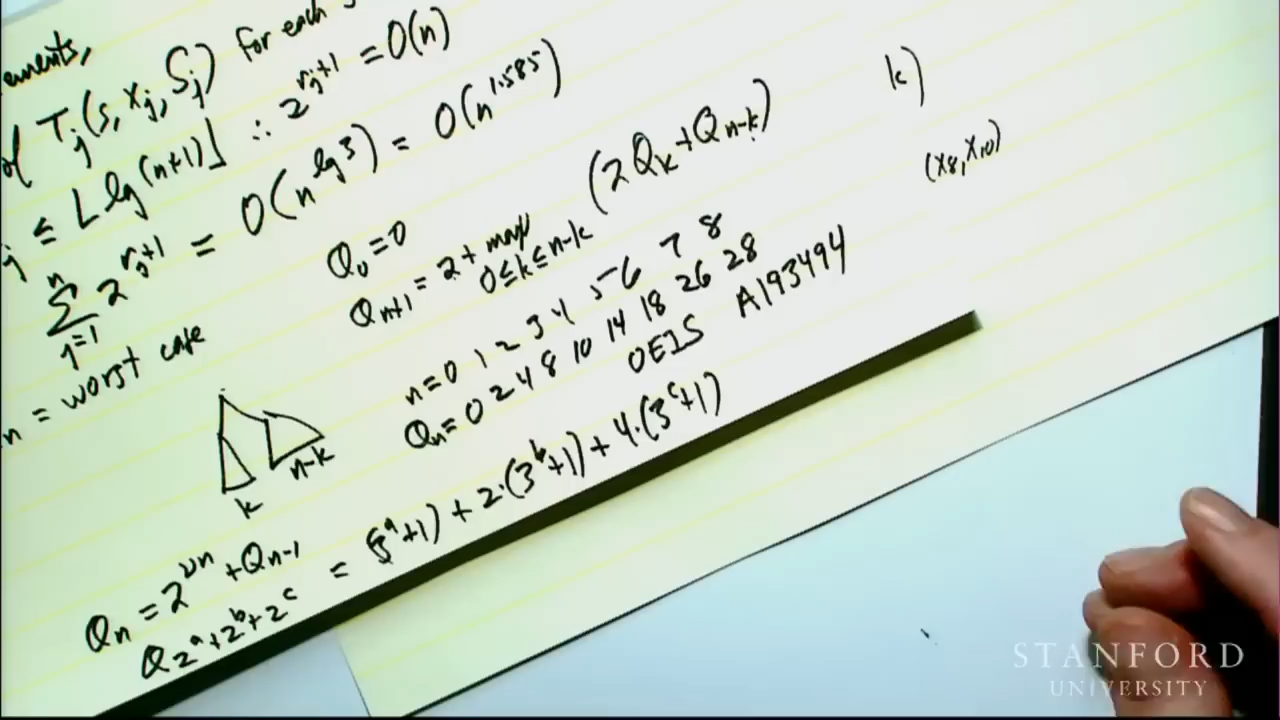 ements,
of T_j(s, x_j, S_j) for each
j ≤ ⌊lg(n+1)⌋ ∴ 2^{r_j+1} = O(n)
∑_{j=1}^{n} 2^{r_j+1} = O(n^{lg 3}) = O(n^{1.585})
n = worst case
Q_0 = 0
Q_{n+1} = 2 + max_{0≤k≤n-k} (2Q_k + Q_{n-k})
k)
(x_8, x_10)
n = 0 1 2 3 4 5 6 7 8
Q_n = 0 2 4 8 10 14 18 26 28
OEIS A193494
k n-k
Q_n = 2^{νn} + Q_{n-1}
Q_{2^a+2^b+2^c} = (3^a+1) + 2·(3^b+1) + 4·(3^c+1)
STANFORD
UNIVERSITY